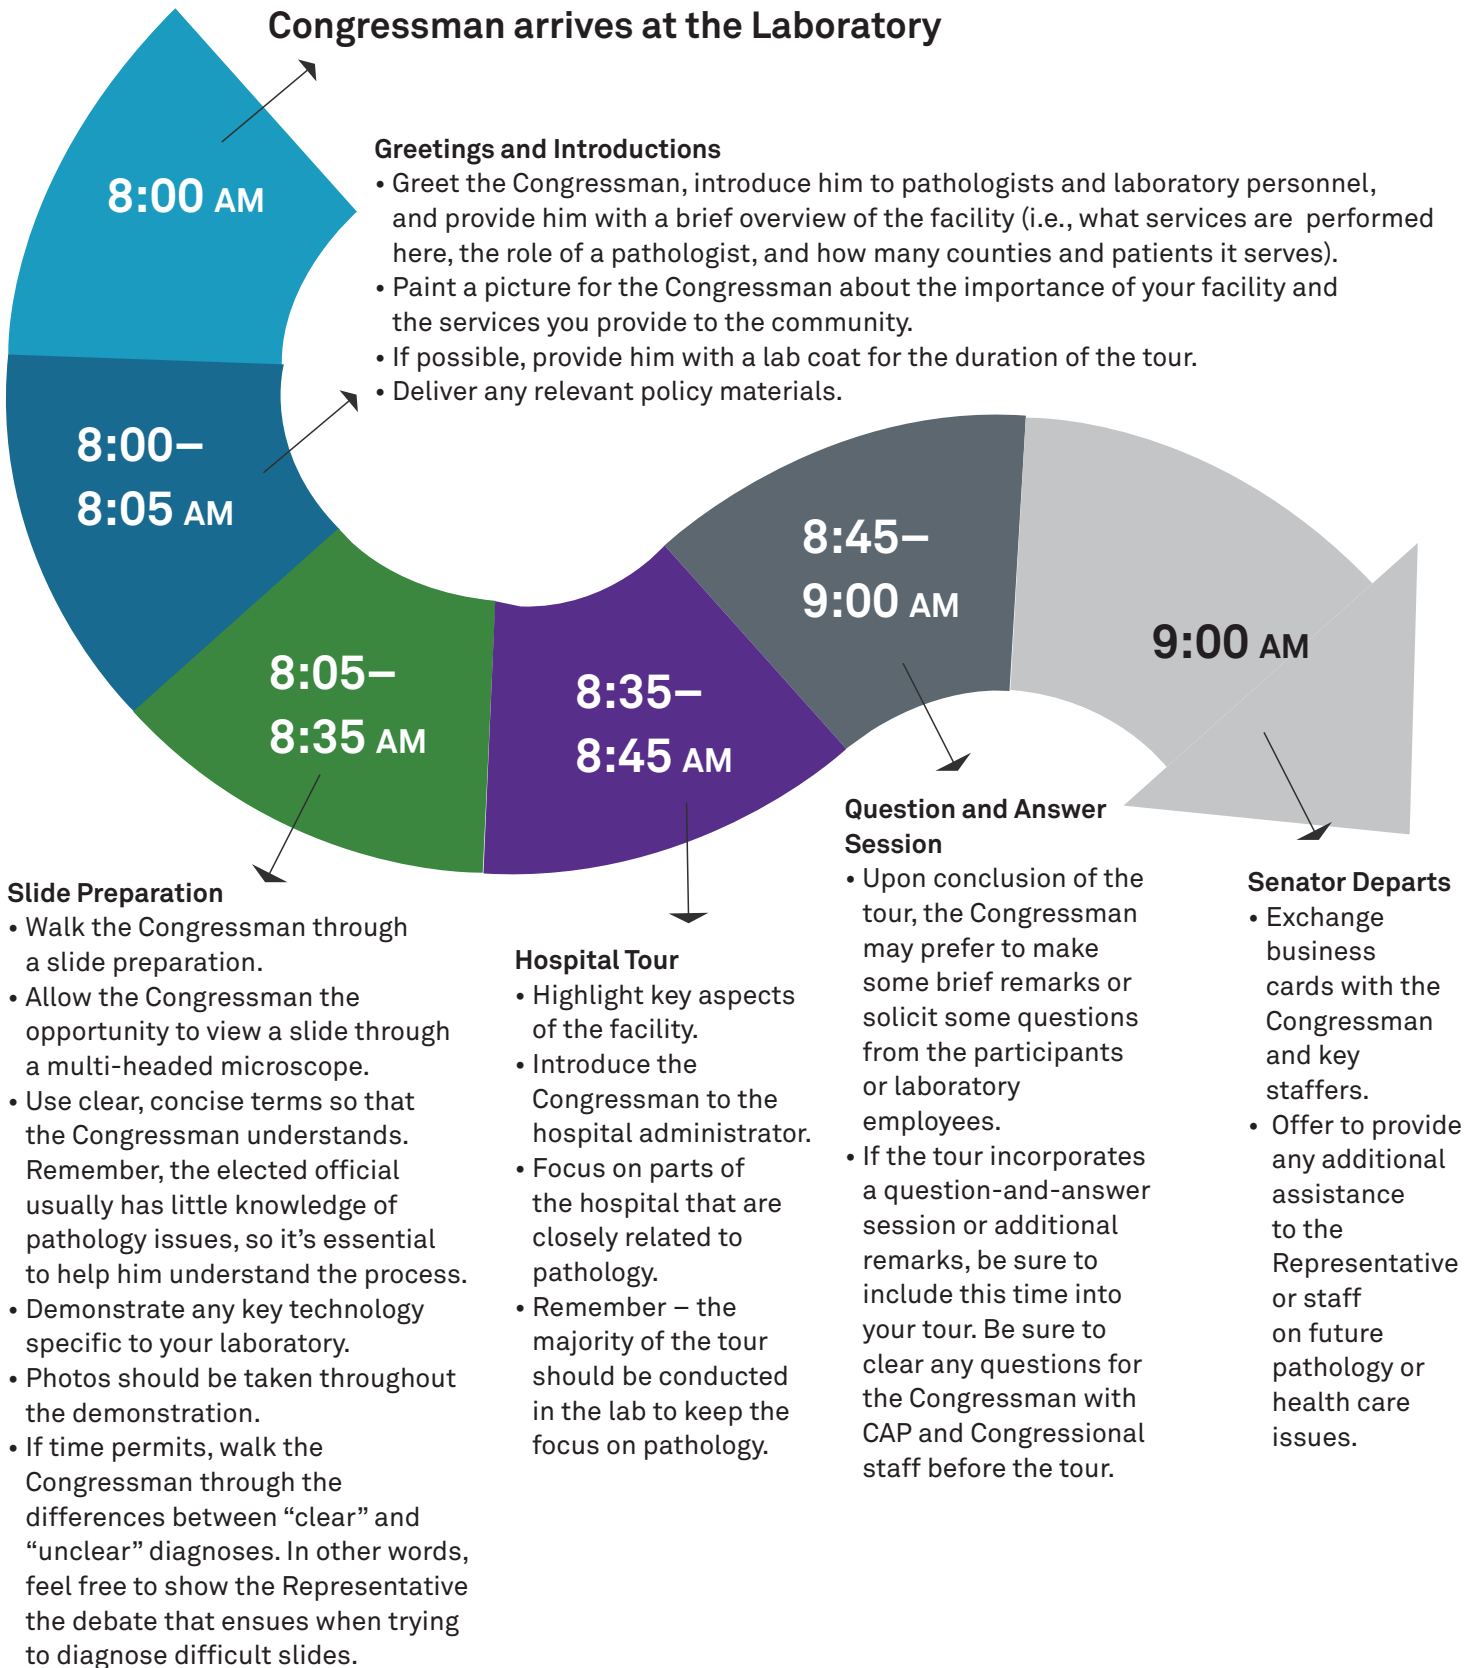 Congressman arrives at the Laboratory
8:00 AM
Greetings and Introductions
• Greet the Congressman, introduce him to pathologists and laboratory personnel,
and provide him with a brief overview of the facility (i.e., what services are performed
here, the role of a pathologist, and how many counties and patients it serves).
• Paint a picture for the Congressman about the importance of your facility and
the services you provide to the community.
• If possible, provide him with a lab coat for the duration of the tour.
• Deliver any relevant policy materials.
8:00–
8:05 AM
8:05–
8:35 AM
8:35–
8:45 AM
8:45–
9:00 AM
9:00 AM
Slide Preparation
• Walk the Congressman through
a slide preparation.
• Allow the Congressman the
opportunity to view a slide through
a multi-headed microscope.
• Use clear, concise terms so that
the Congressman understands.
Remember, the elected official
usually has little knowledge of
pathology issues, so it’s essential
to help him understand the process.
• Demonstrate any key technology
specific to your laboratory.
• Photos should be taken throughout
the demonstration.
• If time permits, walk the
Congressman through the
differences between “clear” and
“unclear” diagnoses. In other words,
feel free to show the Representative
the debate that ensues when trying
to diagnose difficult slides.
Hospital Tour
• Highlight key aspects
of the facility.
• Introduce the
Congressman to the
hospital administrator.
• Focus on parts of
the hospital that are
closely related to
pathology.
• Remember – the
majority of the tour
should be conducted
in the lab to keep the
focus on pathology.
Question and Answer
Session
• Upon conclusion of the
tour, the Congressman
may prefer to make
some brief remarks or
solicit some questions
from the participants
or laboratory
employees.
• If the tour incorporates
a question-and-answer
session or additional
remarks, be sure to
include this time into
your tour. Be sure to
clear any questions for
the Congressman with
CAP and Congressional
staff before the tour.
Senator Departs
• Exchange
business
cards with the
Congressman
and key
staffers.
• Offer to provide
any additional
assistance
to the
Representative
or staff
on future
pathology or
health care
issues.